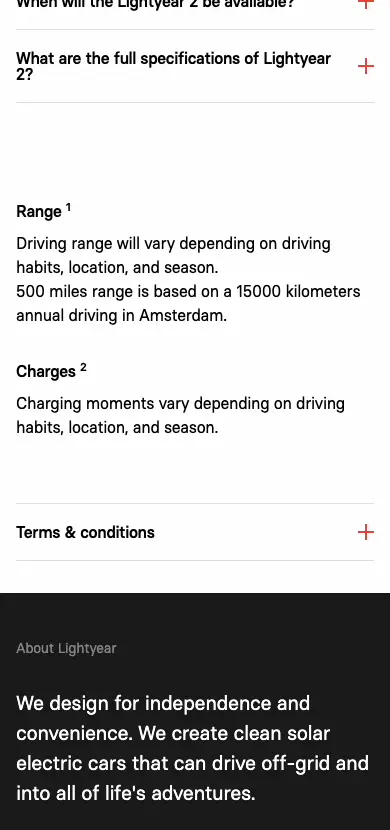 When will the Lightyear 2 be available?
What are the full specifications of Lightyear
2?
Range 1
Driving range will vary depending on driving
habits, location, and season.
500 miles range is based on a 15000 kilometers
annual driving in Amsterdam.
Charges 2
Charging moments vary depending on driving
habits, location, and season.
Terms & conditions
About Lightyear
We design for independence and
convenience. We create clean solar
electric cars that can drive off-grid and
into all of life's adventures.